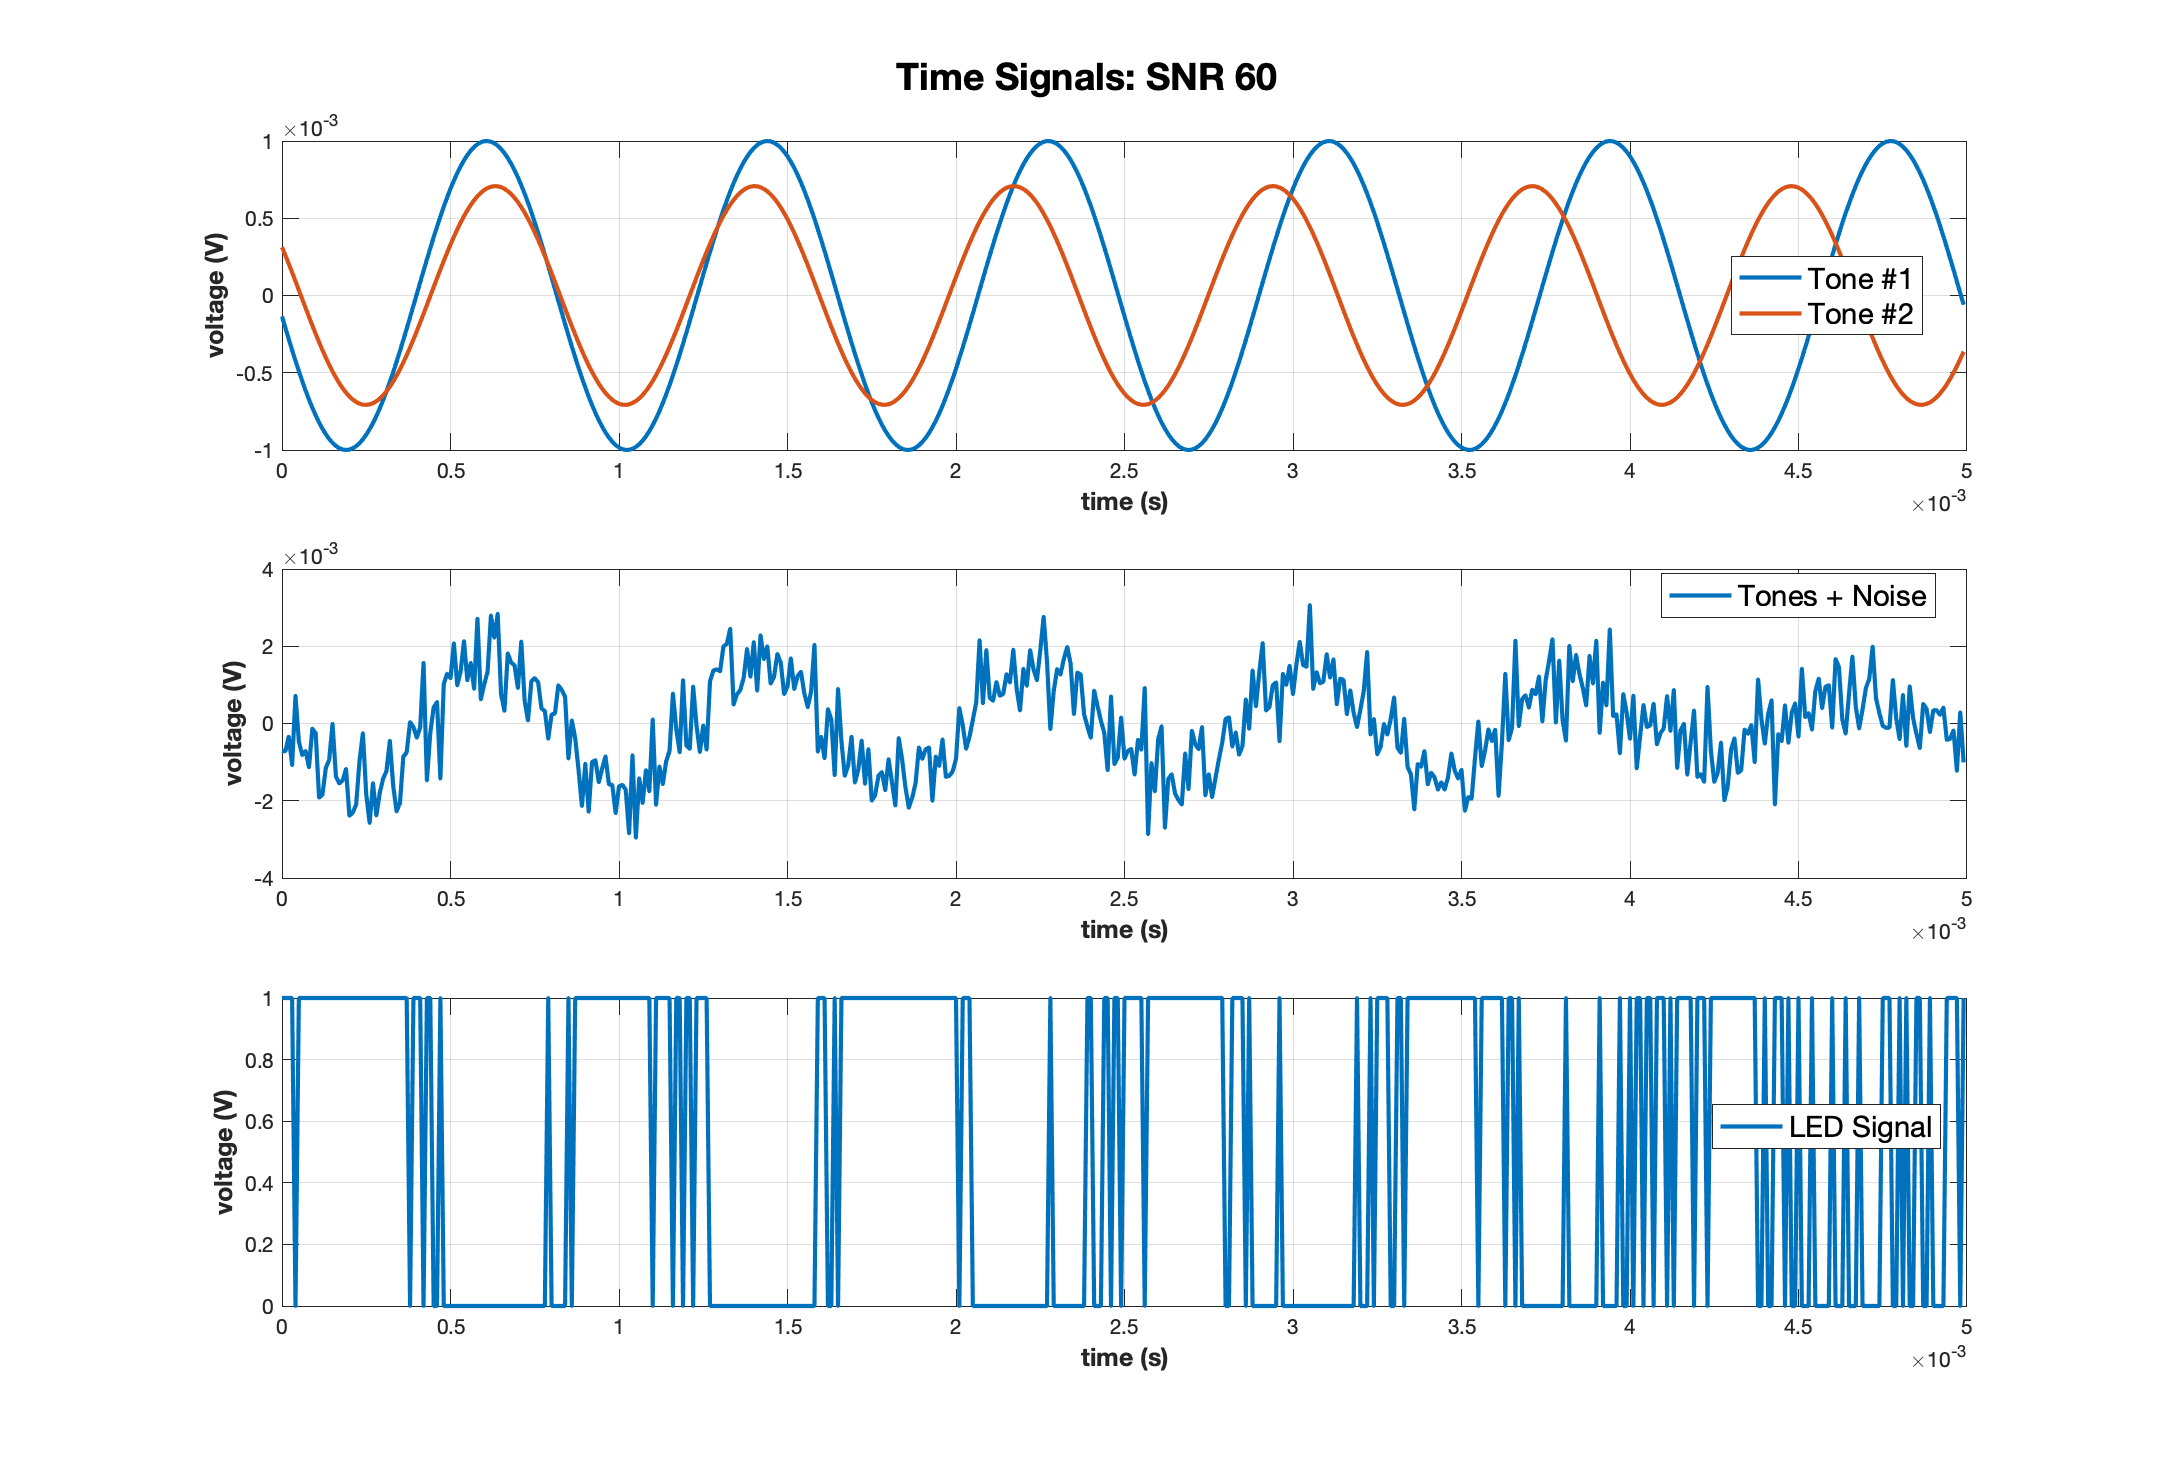 Time Signals: SNR 60
×10-3
1
0.5
0
-0.5
-1
voltage (V)
Tone #1
Tone #2
0 0.5 1 1.5 2 2.5 3 3.5 4 4.5 5
time (s)
×10-3
×10-3
4
2
0
-2
-4
voltage (V)
Tones + Noise
0 0.5 1 1.5 2 2.5 3 3.5 4 4.5 5
time (s)
×10-3
1
0.8
0.6
0.4
0.2
0
voltage (V)
LED Signal
0 0.5 1 1.5 2 2.5 3 3.5 4 4.5 5
time (s)
×10-3